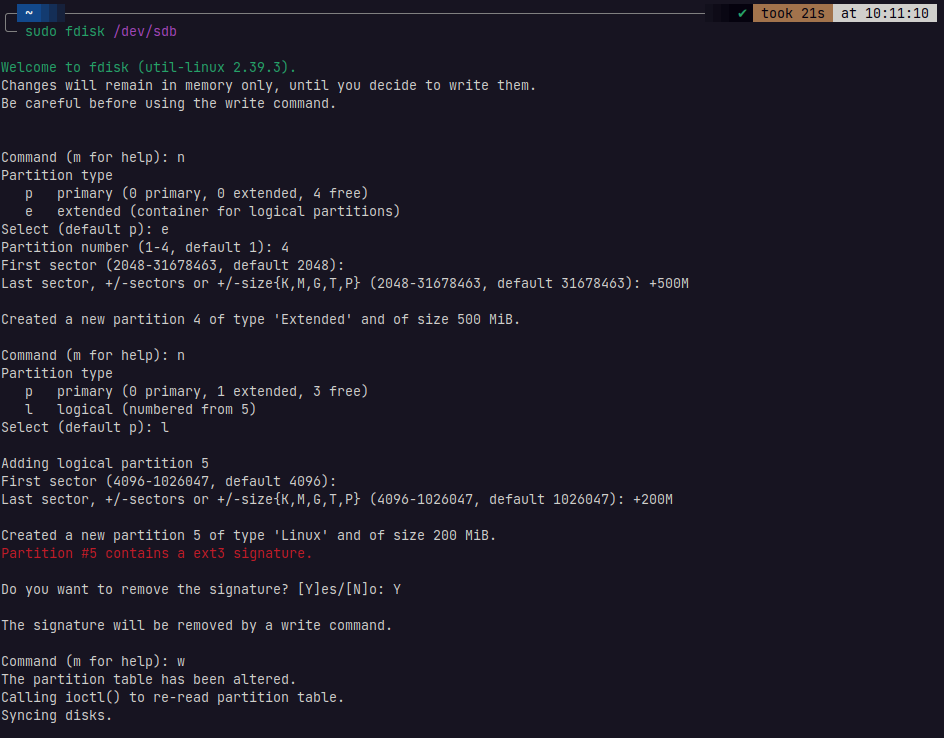 ~ ✔ took 21s at 10:11:10
sudo fdisk /dev/sdb
Welcome to fdisk (util-linux 2.39.3).
Changes will remain in memory only, until you decide to write them.
Be careful before using the write command.
Command (m for help): n
Partition type
   p   primary (0 primary, 0 extended, 4 free)
   e   extended (container for logical partitions)
Select (default p): e
Partition number (1-4, default 1): 4
First sector (2048-31678463, default 2048):
Last sector, +/-sectors or +/-size{K,M,G,T,P} (2048-31678463, default 31678463): +500M
Created a new partition 4 of type 'Extended' and of size 500 MiB.
Command (m for help): n
Partition type
   p   primary (0 primary, 1 extended, 3 free)
   l   logical (numbered from 5)
Select (default p): l
Adding logical partition 5
First sector (4096-1026047, default 4096):
Last sector, +/-sectors or +/-size{K,M,G,T,P} (4096-1026047, default 1026047): +200M
Created a new partition 5 of type 'Linux' and of size 200 MiB.
Partition #5 contains a ext3 signature.
Do you want to remove the signature? [Y]es/[N]o: Y
The signature will be removed by a write command.
Command (m for help): w
The partition table has been altered.
Calling ioctl() to re-read partition table.
Syncing disks.